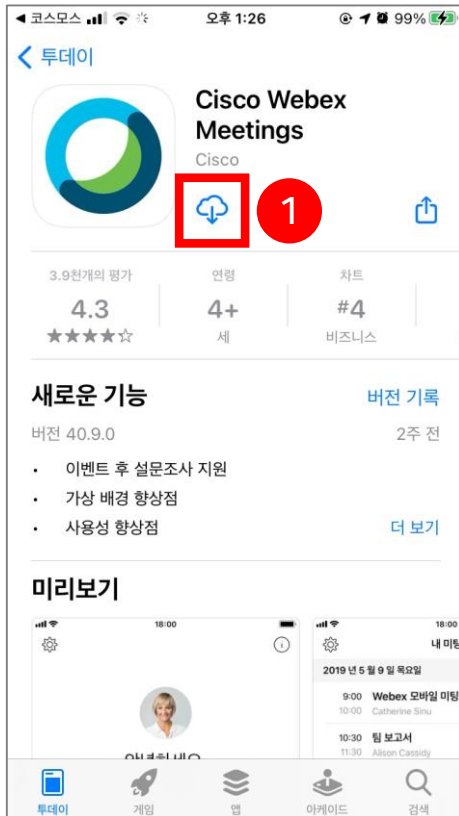 ◀ 코스모스 오후 1:26 99%
투데이
Cisco Webex
Meetings
Cisco
1
3.9천개의 평가 연령 차트
4.3 4+ #4
★★★★☆ 세 비즈니스
새로운 기능 버전 기록
버전 40.9.0 2주 전
• 이벤트 후 설문조사 지원
• 가상 배경 향상점
• 사용성 향상점 더 보기
미리보기
18:00 18:00
내 미팅
2019 년 5 월 9 일 목요일
9:00 Webex 모바일 미팅
10:00 Catherine Sinu
10:30 팀 보고서
11:30 Alison Cassidy
안녕하세요
투데이 게임 앱 아케이드 검색